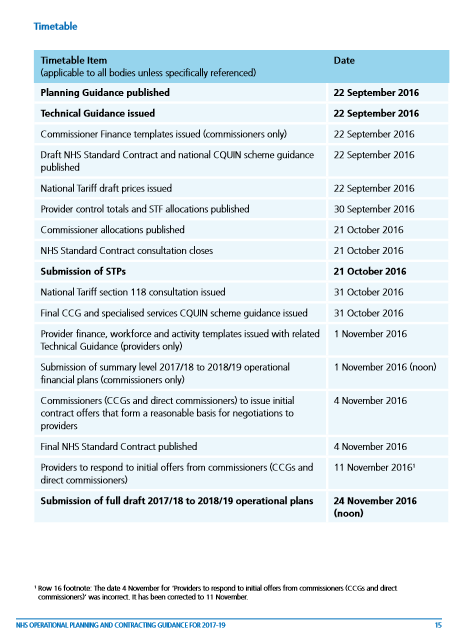 Timetable
Timetable Item Date
(applicable to all bodies unless specifically referenced)
Planning Guidance published 22 September 2016
Technical Guidance issued 22 September 2016
Commissioner Finance templates issued (commissioners only) 22 September 2016
Draft NHS Standard Contract and national CQUIN scheme guidance 22 September 2016
published
National Tariff draft prices issued 22 September 2016
Provider control totals and STF allocations published 30 September 2016
Commissioner allocations published 21 October 2016
NHS Standard Contract consultation closes 21 October 2016
Submission of STPs 21 October 2016
National Tariff section 118 consultation issued 31 October 2016
Final CCG and specialised services CQUIN scheme guidance issued 31 October 2016
Provider finance, workforce and activity templates issued with related 1 November 2016
Technical Guidance (providers only)
Submission of summary level 2017/18 to 2018/19 operational 1 November 2016 (noon)
financial plans (commissioners only)
Commissioners (CCGs and direct commissioners) to issue initial 4 November 2016
contract offers that form a reasonable basis for negotiations to
providers
Final NHS Standard Contract published 4 November 2016
Providers to respond to initial offers from commissioners (CCGs and 11 November 2016¹
direct commissioners)
Submission of full draft 2017/18 to 2018/19 operational plans 24 November 2016
(noon)
¹ Row 16 footnote: The date 4 November for 'Providers to respond to initial offers from commissioners (CCGs and direct
commissioners)' was incorrect. It has been corrected to 11 November.
NHS OPERATIONAL PLANNING AND CONTRACTING GUIDANCE FOR 2017-19 15